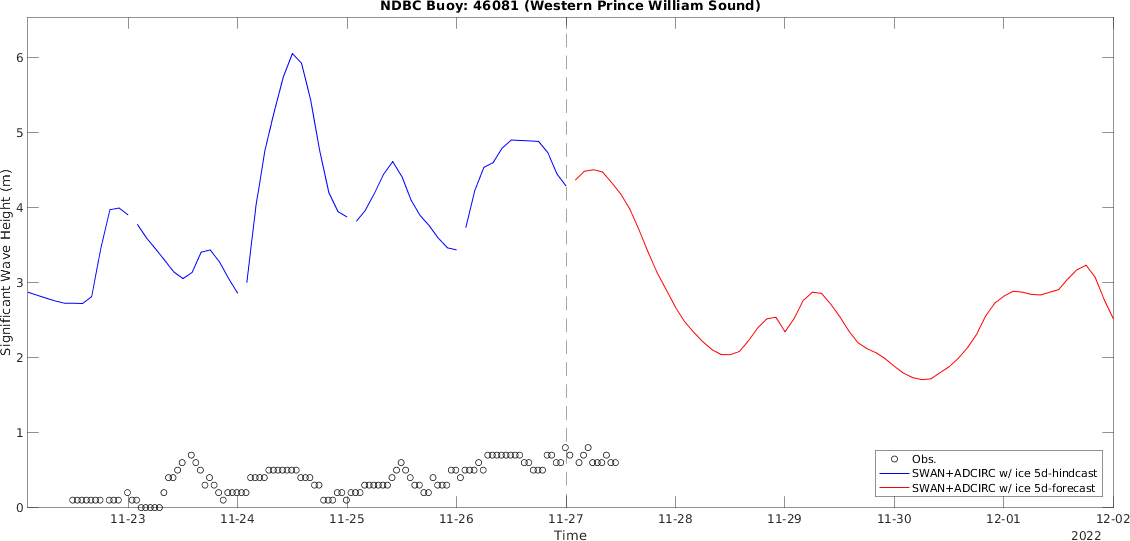 NDBC Buoy: 46081 (Western Prince William Sound)
Significant Wave Height (m)
6
5
4
3
2
1
0
Obs.
SWAN+ADCIRC w/ ice 5d-hindcast
SWAN+ADCIRC w/ ice 5d-forecast
11-23 11-24 11-25 11-26 11-27 11-28 11-29 11-30 12-01 12-02
Time
2022